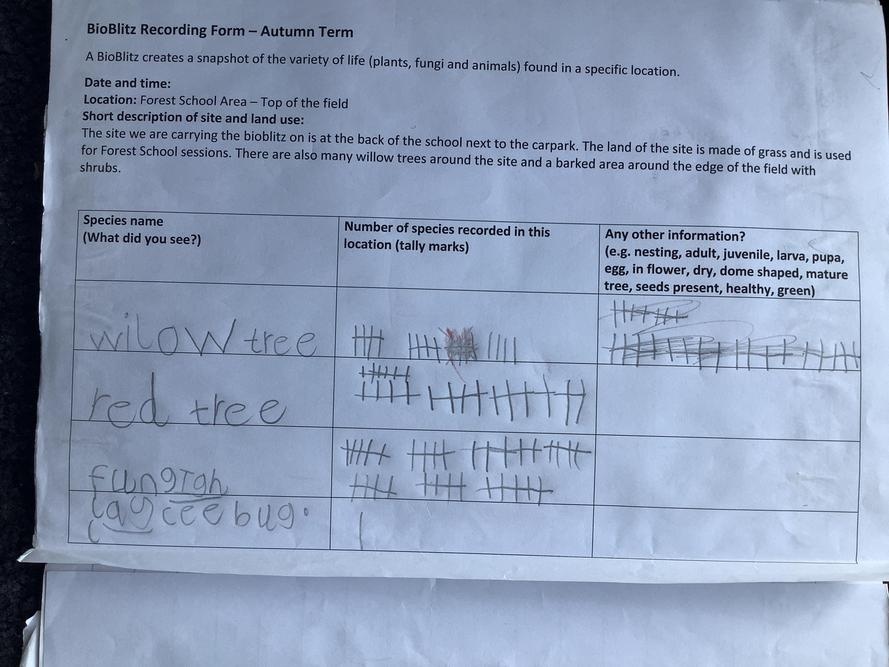 BioBlitz Recording Form – Autumn Term
A BioBlitz creates a snapshot of the variety of life (plants, fungi and animals) found in a specific location.
Date and time:
Location: Forest School Area – Top of the field
Short description of site and land use:
The site we are carrying the bioblitz on is at the back of the school next to the carpark. The land of the site is made of grass and is used
for Forest School sessions. There are also many willow trees around the site and a barked area around the edge of the field with
shrubs.
Species name
(What did you see?)
Number of species recorded in this
location (tally marks)
Any other information?
(e.g. nesting, adult, juvenile, larva, pupa,
egg, in flower, dry, dome shaped, mature
tree, seeds present, healthy, green)
wilow tree
red tree
bug.